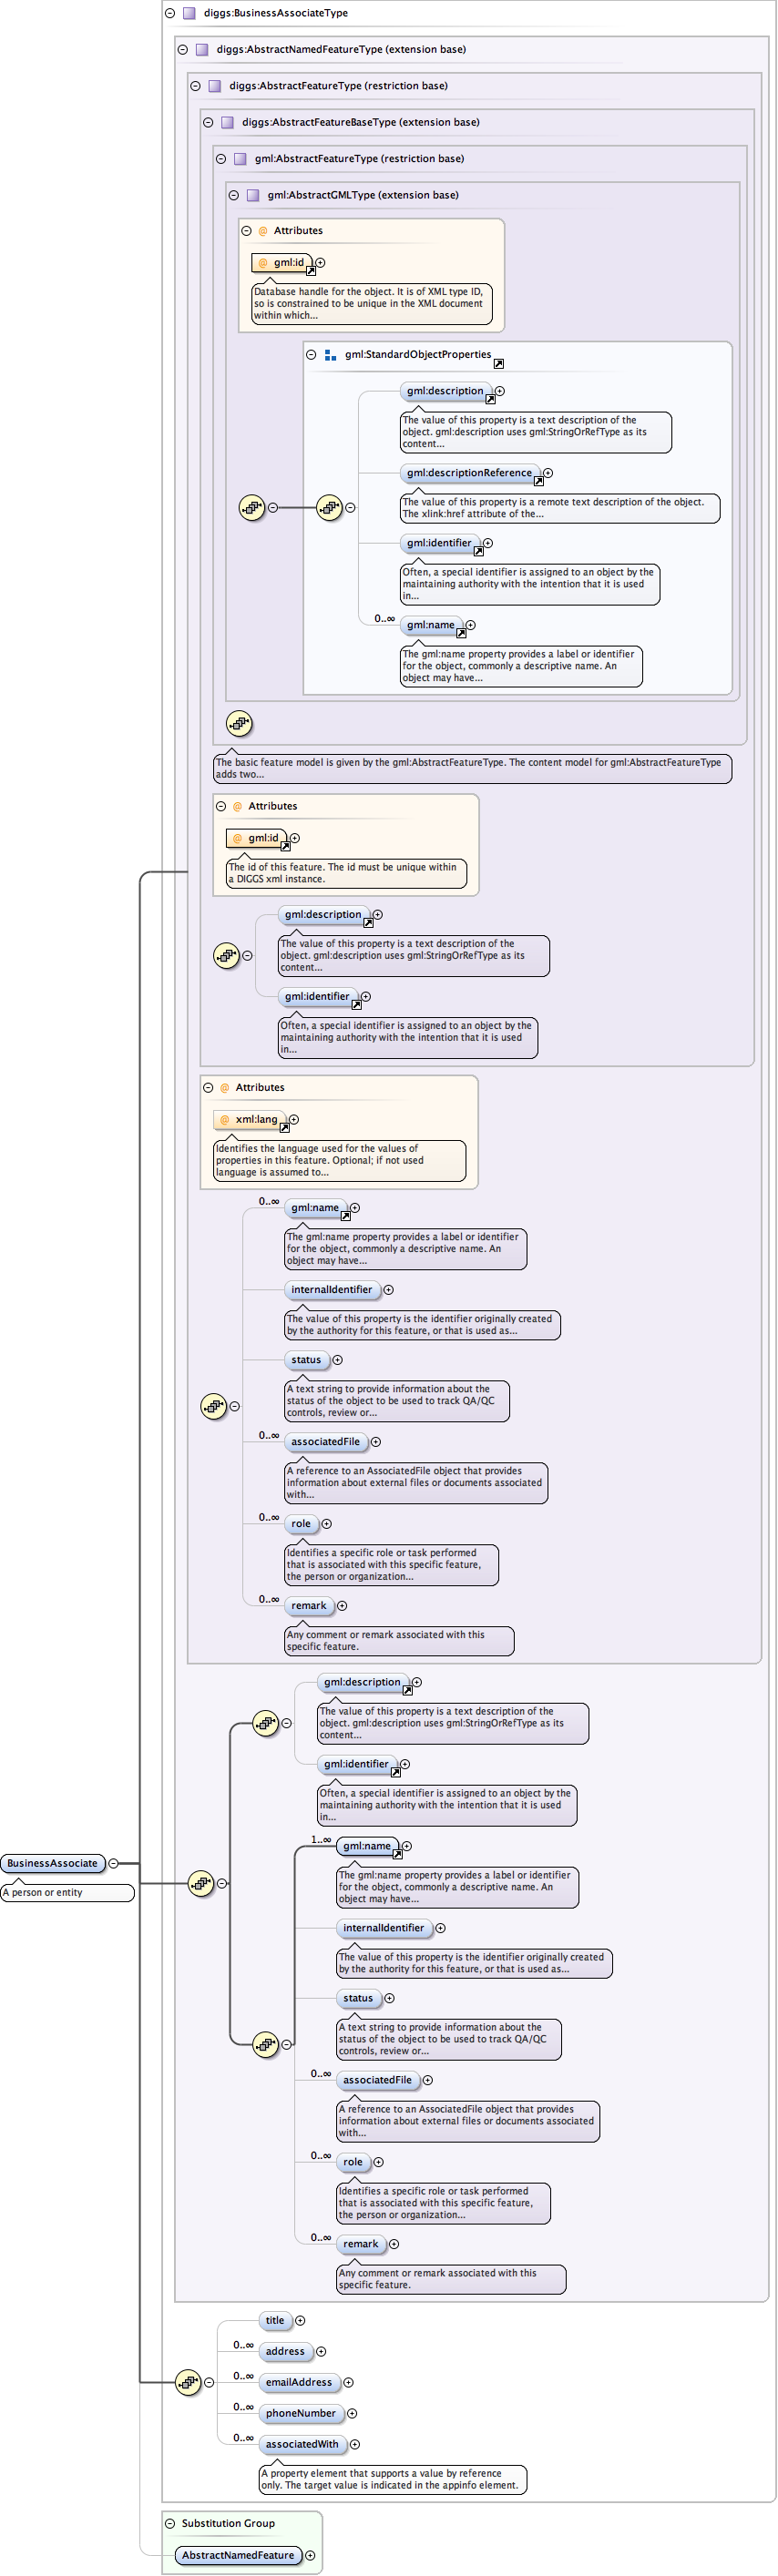 diggs:BusinessAssociateType
diggs:AbstractNamedFeatureType (extension base)
diggs:AbstractFeatureType (restriction base)
diggs:AbstractFeatureBaseType (extension base)
gml:AbstractFeatureType (restriction base)
gml:AbstractGMLType (extension base)
@ Attributes
@ gml:id
Database handle for the object. It is of XML type ID,
so is constrained to be unique in the XML document
within which...
gml:StandardObjectProperties
gml:description
The value of this property is a text description of the
object. gml:description uses gml:StringOrRefType as its
content...
gml:descriptionReference
The value of this property is a remote text description of the object.
The xlink:href attribute of the...
gml:identifier
Often, a special identifier is assigned to an object by the
maintaining authority with the intention that it is used
in...
0..∞ gml:name
The gml:name property provides a label or identifier
for the object, commonly a descriptive name. An
object may have...
The basic feature model is given by the gml:AbstractFeatureType. The content model for gml:AbstractFeatureType
adds two...
@ Attributes
@ gml:id
The id of this feature. The id must be unique within
a DIGGS xml instance.
gml:description
The value of this property is a text description of the
object. gml:description uses gml:StringOrRefType as its
content...
gml:identifier
Often, a special identifier is assigned to an object by the
maintaining authority with the intention that it is used
in...
@ Attributes
@ xml:lang
Identifies the language used for the values of
properties in this feature. Optional; if not used
language is assumed to...
0..∞ gml:name
The gml:name property provides a label or identifier
for the object, commonly a descriptive name. An
object may have...
internalIdentifier
The value of this property is the identifier originally created
by the authority for this feature, or that is used as...
status
A text string to provide information about the
status of the object to be used to track QA/QC
controls, review or...
0..∞ associatedFile
A reference to an AssociatedFile object that provides
information about external files or documents associated
with...
0..∞ role
Identifies a specific role or task performed
that is associated with this specific feature,
the person or organization...
0..∞ remark
Any comment or remark associated with this
specific feature.
gml:description
The value of this property is a text description of the
object. gml:description uses gml:StringOrRefType as its
content...
gml:identifier
Often, a special identifier is assigned to an object by the
maintaining authority with the intention that it is used
in...
1..∞ gml:name
BusinessAssociate
A person or entity
The gml:name property provides a label or identifier
for the object, commonly a descriptive name. An
object may have...
internalIdentifier
The value of this property is the identifier originally created
by the authority for this feature, or that is used as...
status
A text string to provide information about the
status of the object to be used to track QA/QC
controls, review or...
0..∞ associatedFile
A reference to an AssociatedFile object that provides
information about external files or documents associated
with...
0..∞ role
Identifies a specific role or task performed
that is associated with this specific feature,
the person or organization...
0..∞ remark
Any comment or remark associated with this
specific feature.
title
0..∞ address
0..∞ emailAddress
0..∞ phoneNumber
0..∞ associatedWith
A property element that supports a value by reference
only. The target value is indicated in the appinfo element.
Substitution Group
AbstractNamedFeature